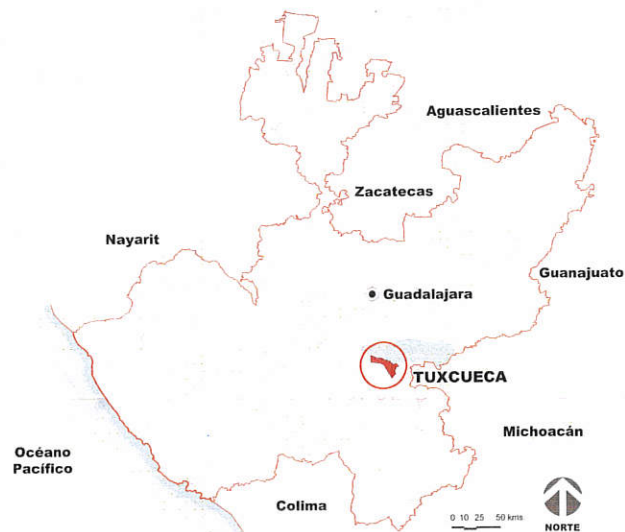 Aguascalientes
Zacatecas
Nayarit
Guanajuato
Guadalajara
TUXCUECA
Michoacán
Océano
Pacífico
Colima
0 10 25 50 kms
NORTE